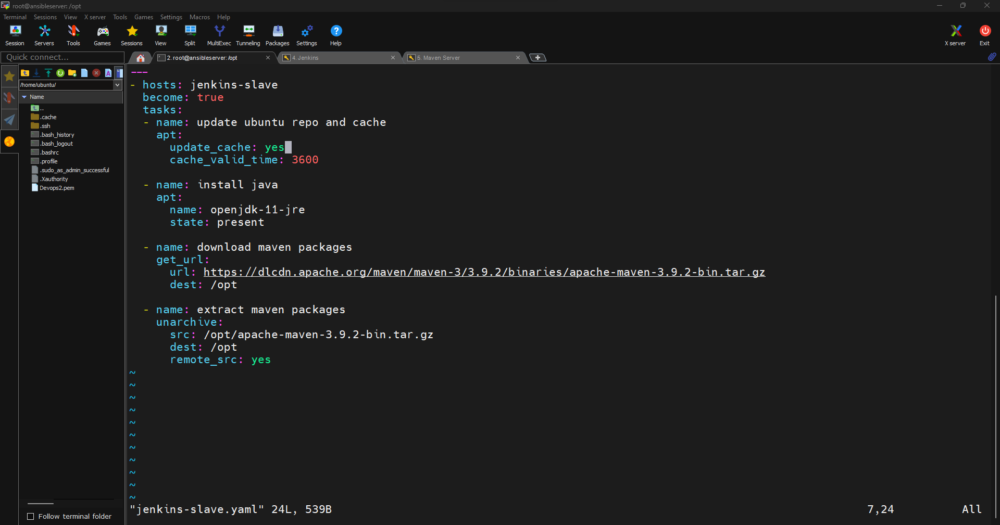 root@ansibleserver: /opt
Terminal Sessions View X server Tools Games Settings Macros Help
Session Servers Tools Games Sessions View Split MultiExec Tunneling Packages Settings Help X server Exit
Quick connect...
2. root@ansibleserver: /opt
4. Jenkins
5. Maven Server
/home/ubuntu/
Name
..
.cache
.ssh
.bash_history
.bash_logout
.bashrc
.profile
.sudo_as_admin_successful
.Xauthority
Devops2.pem
Follow terminal folder
---
- hosts: jenkins-slave
  become: true
  tasks:
  - name: update ubuntu repo and cache
    apt:
      update_cache: yes
      cache_valid_time: 3600
  - name: install java
    apt:
      name: openjdk-11-jre
      state: present
  - name: download maven packages
    get_url:
      url: https://dlcdn.apache.org/maven/maven-3/3.9.2/binaries/apache-maven-3.9.2-bin.tar.gz
      dest: /opt
  - name: extract maven packages
    unarchive:
      src: /opt/apache-maven-3.9.2-bin.tar.gz
      dest: /opt
      remote_src: yes
~
~
~
~
~
~
~
~
~
~
~
"jenkins-slave.yaml" 24L, 539B 7,24 All